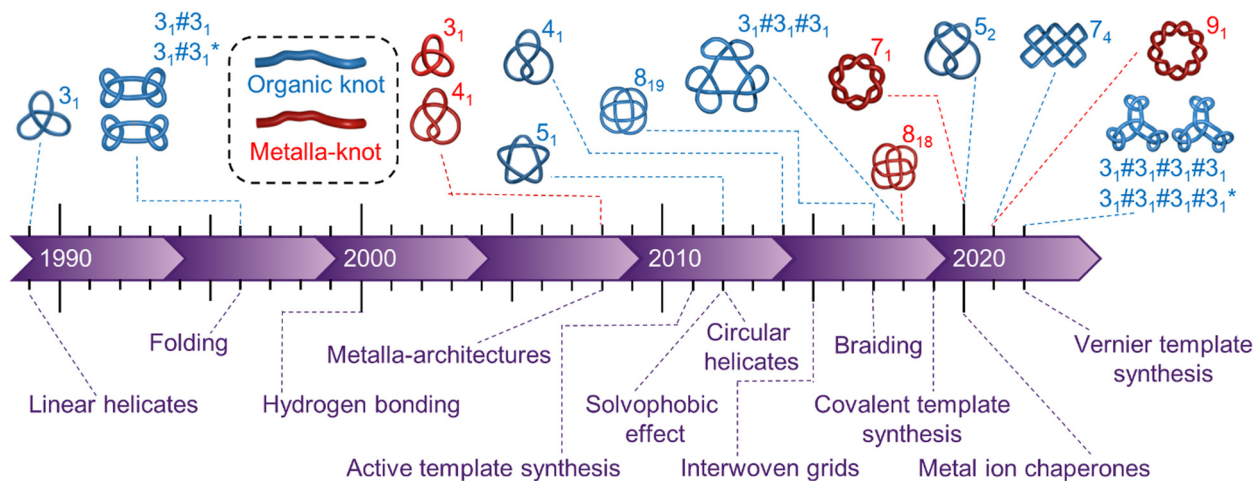 3₁#3₁
3₁#3₁*
3₁
Organic knot
Metalla-knot
3₁
4₁
4₁
5₁
8₁₉
3₁#3₁#3₁
7₁
8₁₈
5₂
7₄
9₁
3₁#3₁#3₁#3₁
3₁#3₁#3₁#3₁*
1990
2000
2010
2020
Folding
Linear helicates
Hydrogen bonding
Metalla-architectures
Active template synthesis
Solvophobic
effect
Circular
helicates
Interwoven grids
Braiding
Covalent template
synthesis
Metal ion chaperones
Vernier template
synthesis